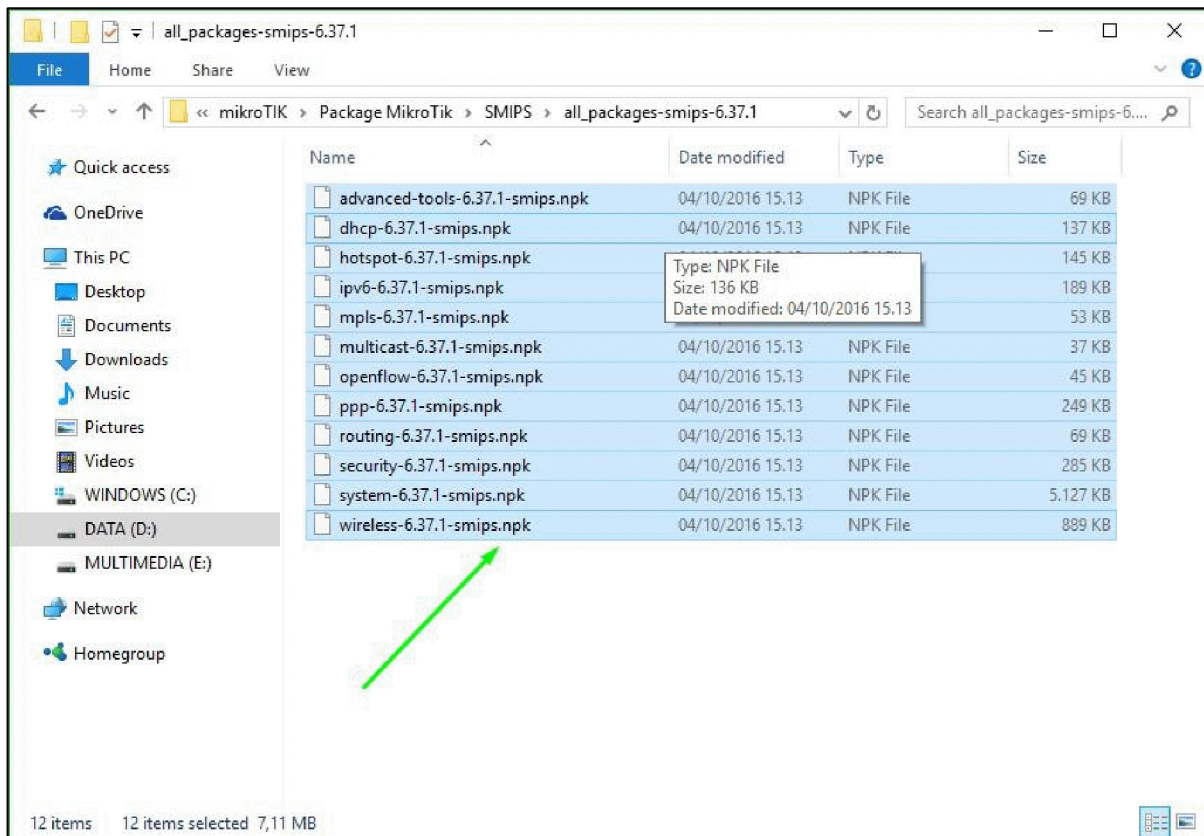 all_packages-smips-6.37.1
File Home Share View
« mikroTIK > Package MikroTik > SMIPS > all_packages-smips-6.37.1
Search all_packages-smips-6....
Quick access
OneDrive
This PC
Desktop
Documents
Downloads
Music
Pictures
Videos
WINDOWS (C:)
DATA (D:)
MULTIMEDIA (E:)
Network
Homegroup
Name Date modified Type Size
advanced-tools-6.37.1-smips.npk 04/10/2016 15.13 NPK File 69 KB
dhcp-6.37.1-smips.npk 04/10/2016 15.13 NPK File 137 KB
hotspot-6.37.1-smips.npk 145 KB
ipv6-6.37.1-smips.npk 189 KB
mpls-6.37.1-smips.npk 53 KB
Type: NPK File
Size: 136 KB
Date modified: 04/10/2016 15.13
multicast-6.37.1-smips.npk 04/10/2016 15.13 NPK File 37 KB
openflow-6.37.1-smips.npk 04/10/2016 15.13 NPK File 45 KB
ppp-6.37.1-smips.npk 04/10/2016 15.13 NPK File 249 KB
routing-6.37.1-smips.npk 04/10/2016 15.13 NPK File 69 KB
security-6.37.1-smips.npk 04/10/2016 15.13 NPK File 285 KB
system-6.37.1-smips.npk 04/10/2016 15.13 NPK File 5.127 KB
wireless-6.37.1-smips.npk 04/10/2016 15.13 NPK File 889 KB
12 items 12 items selected 7,11 MB